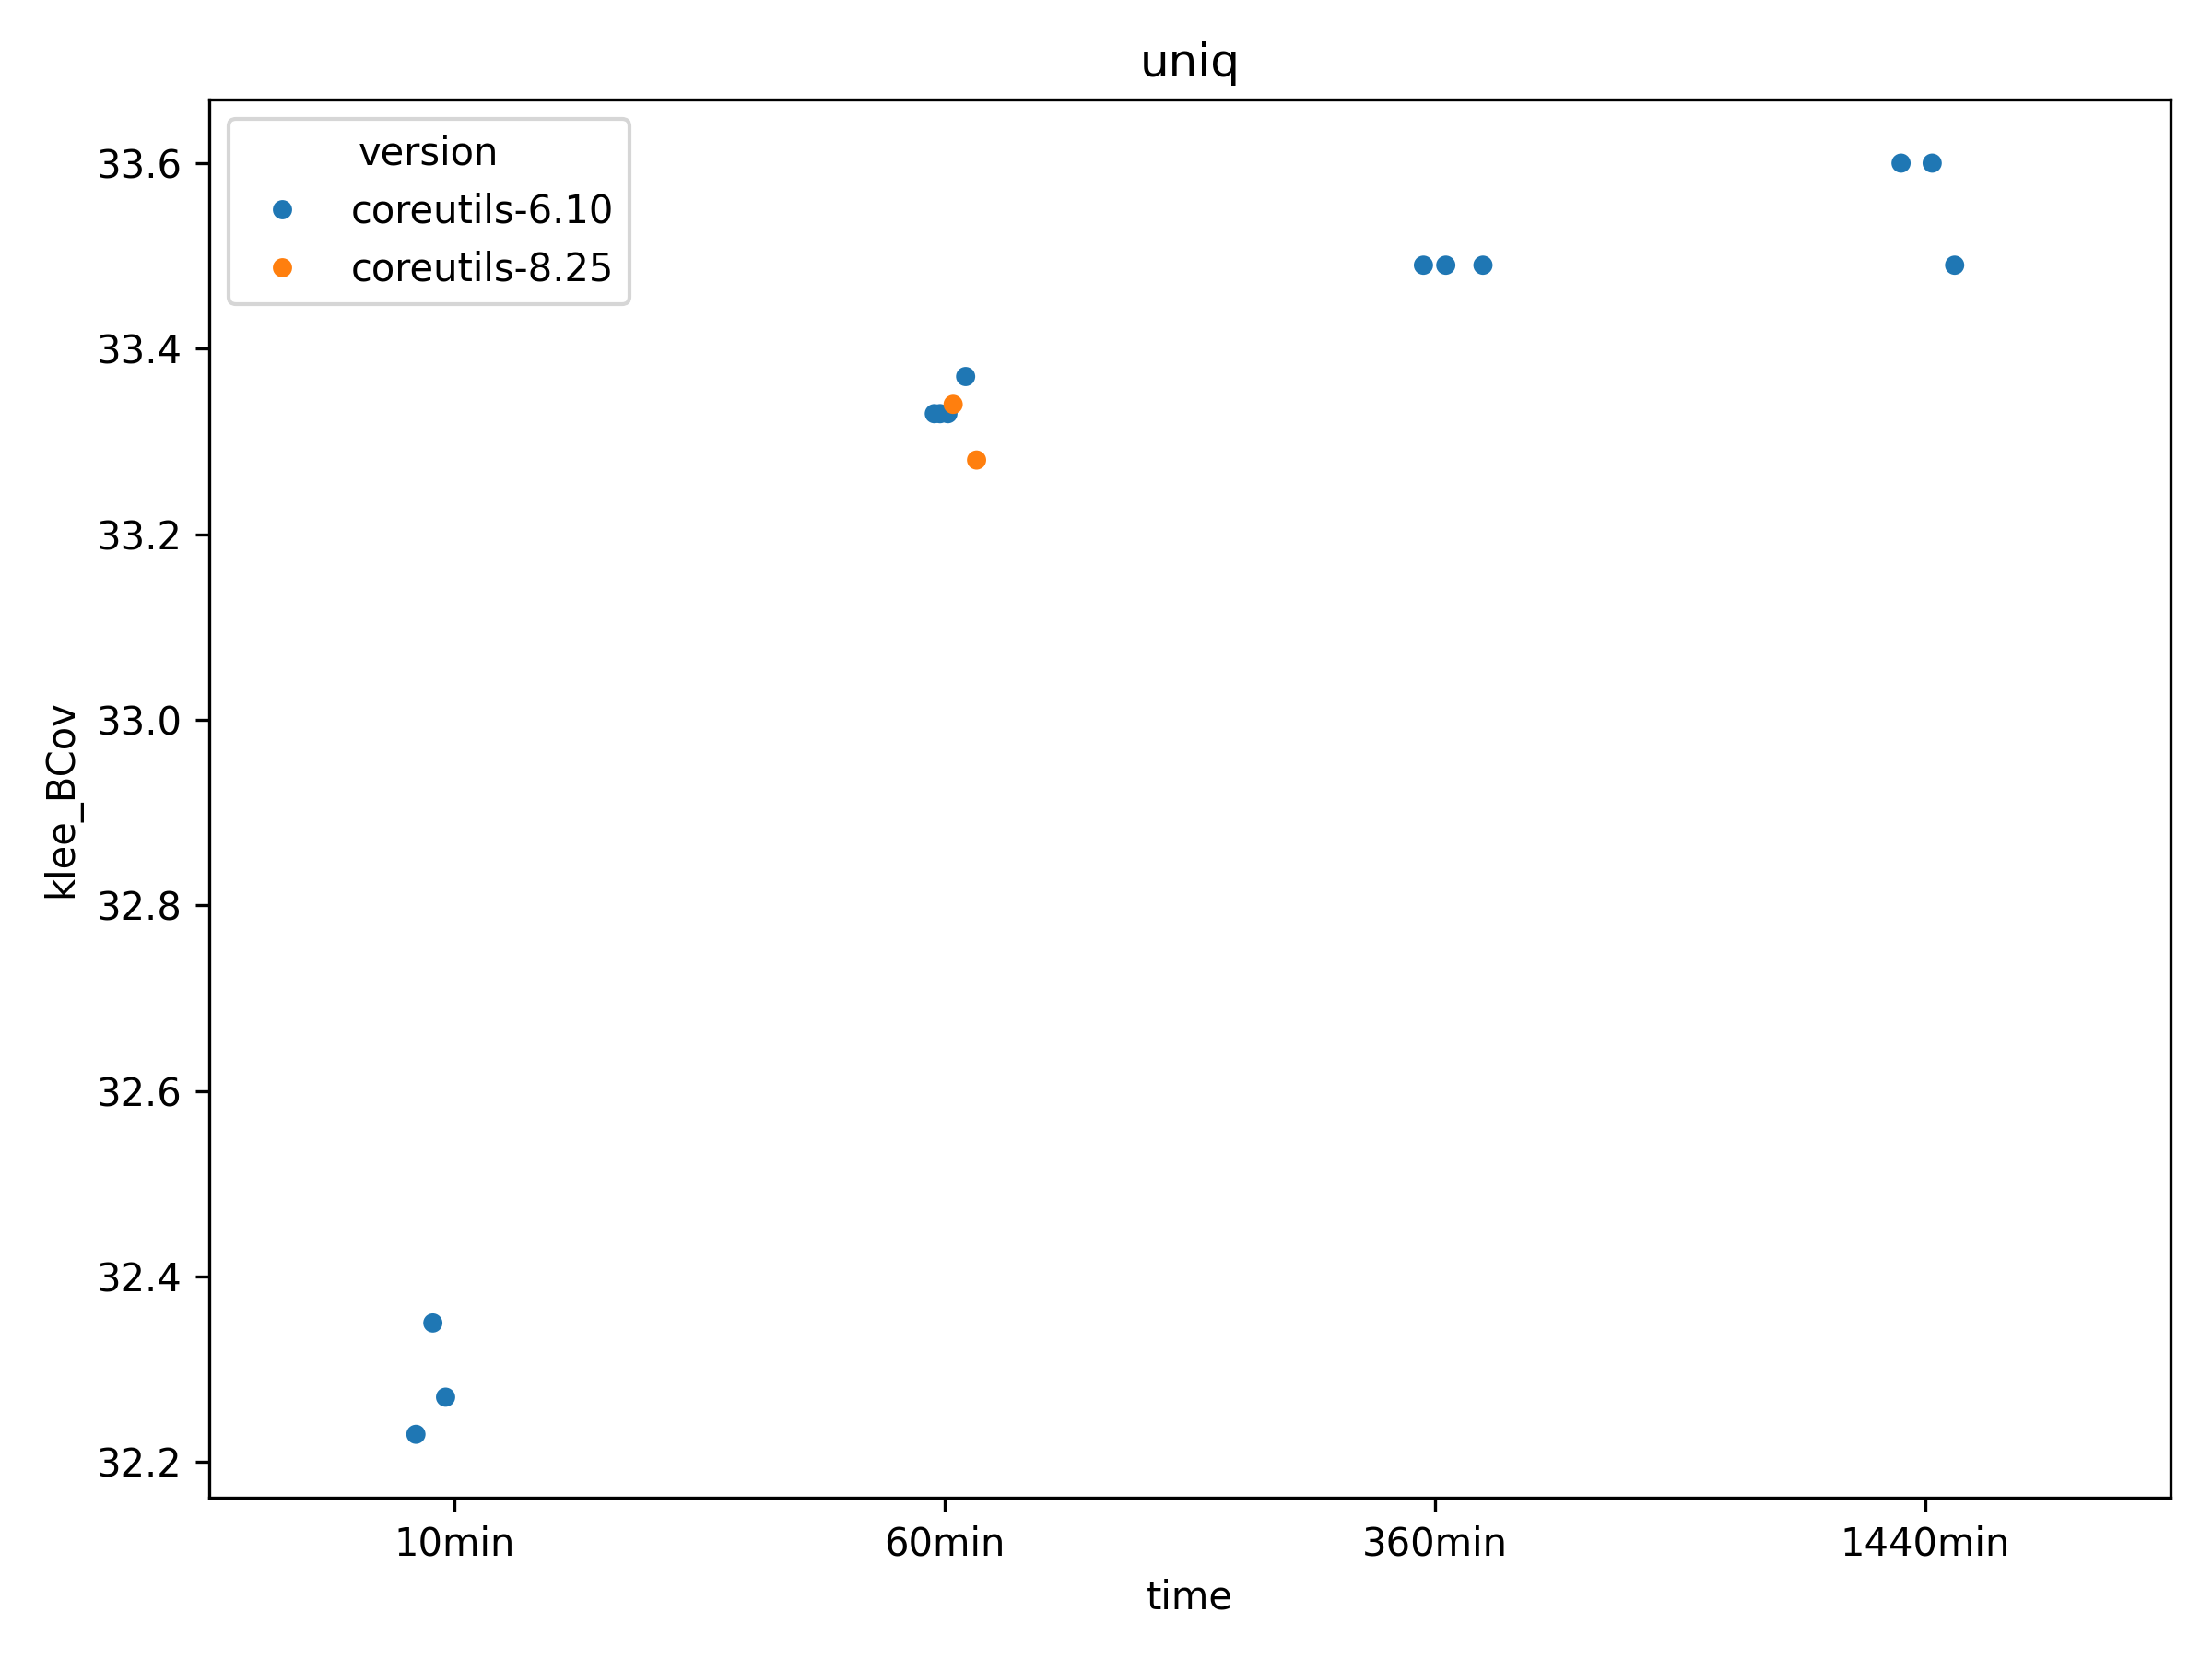 uniq
version
coreutils-6.10
coreutils-8.25
33.6
33.4
33.2
33.0
32.8
32.6
32.4
32.2
klee_BCov
10min
60min
360min
1440min
time